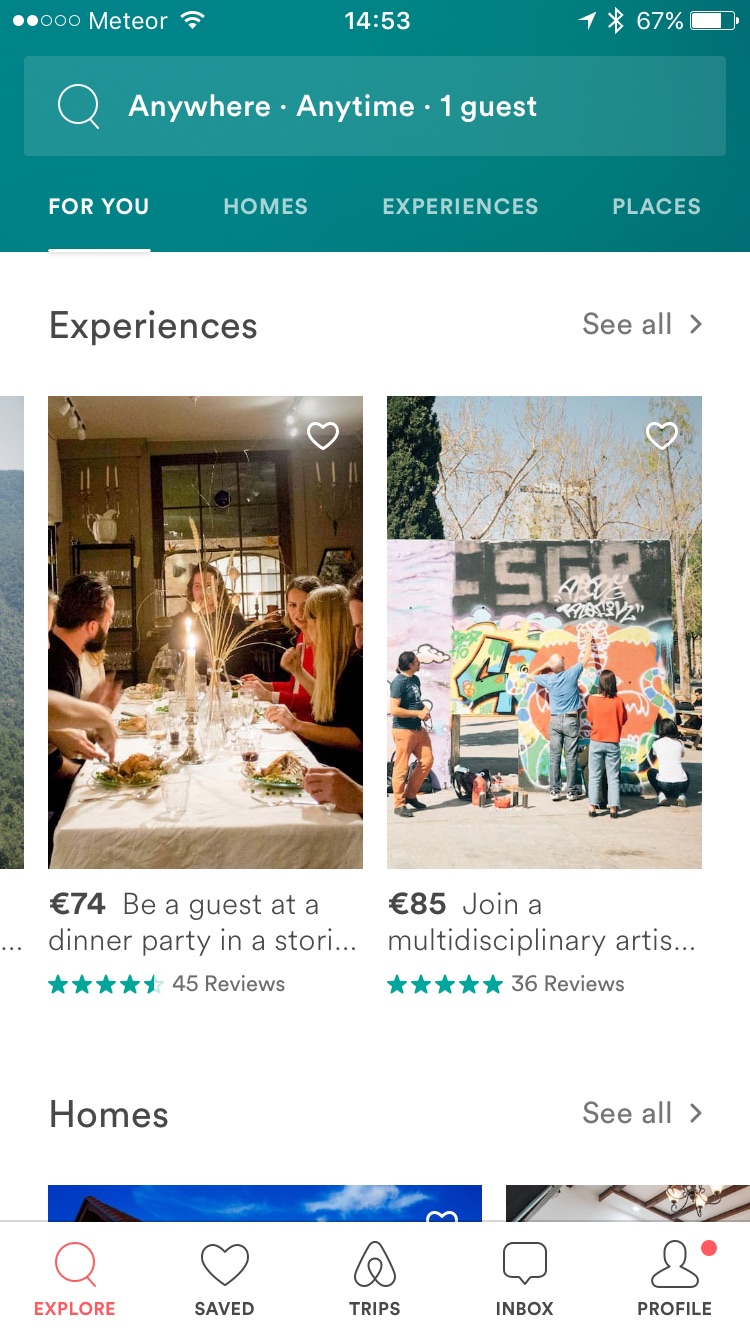 Meteor 14:53 67%
Anywhere · Anytime · 1 guest
FOR YOU HOMES EXPERIENCES PLACES
Experiences See all
€74 Be a guest at a
dinner party in a stori...
45 Reviews
€85 Join a
multidisciplinary artis...
36 Reviews
...
Homes See all
EXPLORE SAVED TRIPS INBOX PROFILE